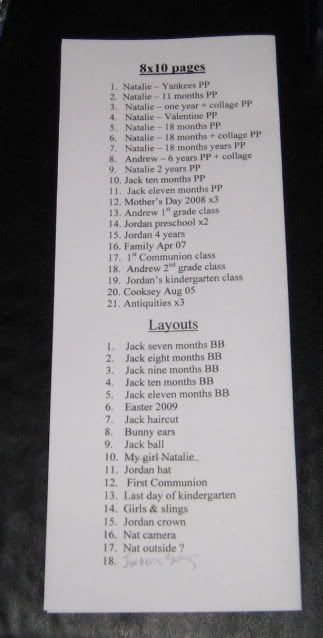 8x10 pages
1. Natalie – Yankees PP
2. Natalie – 11 months PP
3. Natalie – one year + collage PP
4. Natalie – Valentine PP
5. Natalie – 18 months PP
6. Natalie – 18 months + collage PP
7. Natalie – 18 months years PP
8. Andrew – 6 years PP + collage
9. Natalie 2 years PP
10. Jack ten months PP
11. Jack eleven months PP
12. Mother's Day 2008 x3
13. Andrew 1st grade class
14. Jordan preschool x2
15. Jordan 4 years
16. Family Apr 07
17. 1st Communion class
18. Andrew 2nd grade class
19. Jordan's kindergarten class
20. Cooksey Aug 05
21. Antiquities x3
Layouts
1. Jack seven months BB
2. Jack eight months BB
3. Jack nine months BB
4. Jack ten months BB
5. Jack eleven months BB
6. Easter 2009
7. Jack haircut
8. Bunny ears
9. Jack ball
10. My girl Natalie
11. Jordan hat
12. First Communion
13. Last day of kindergarten
14. Girls & slings
15. Jordan crown
16. Nat camera
17. Nat outside ?
18. Jordan